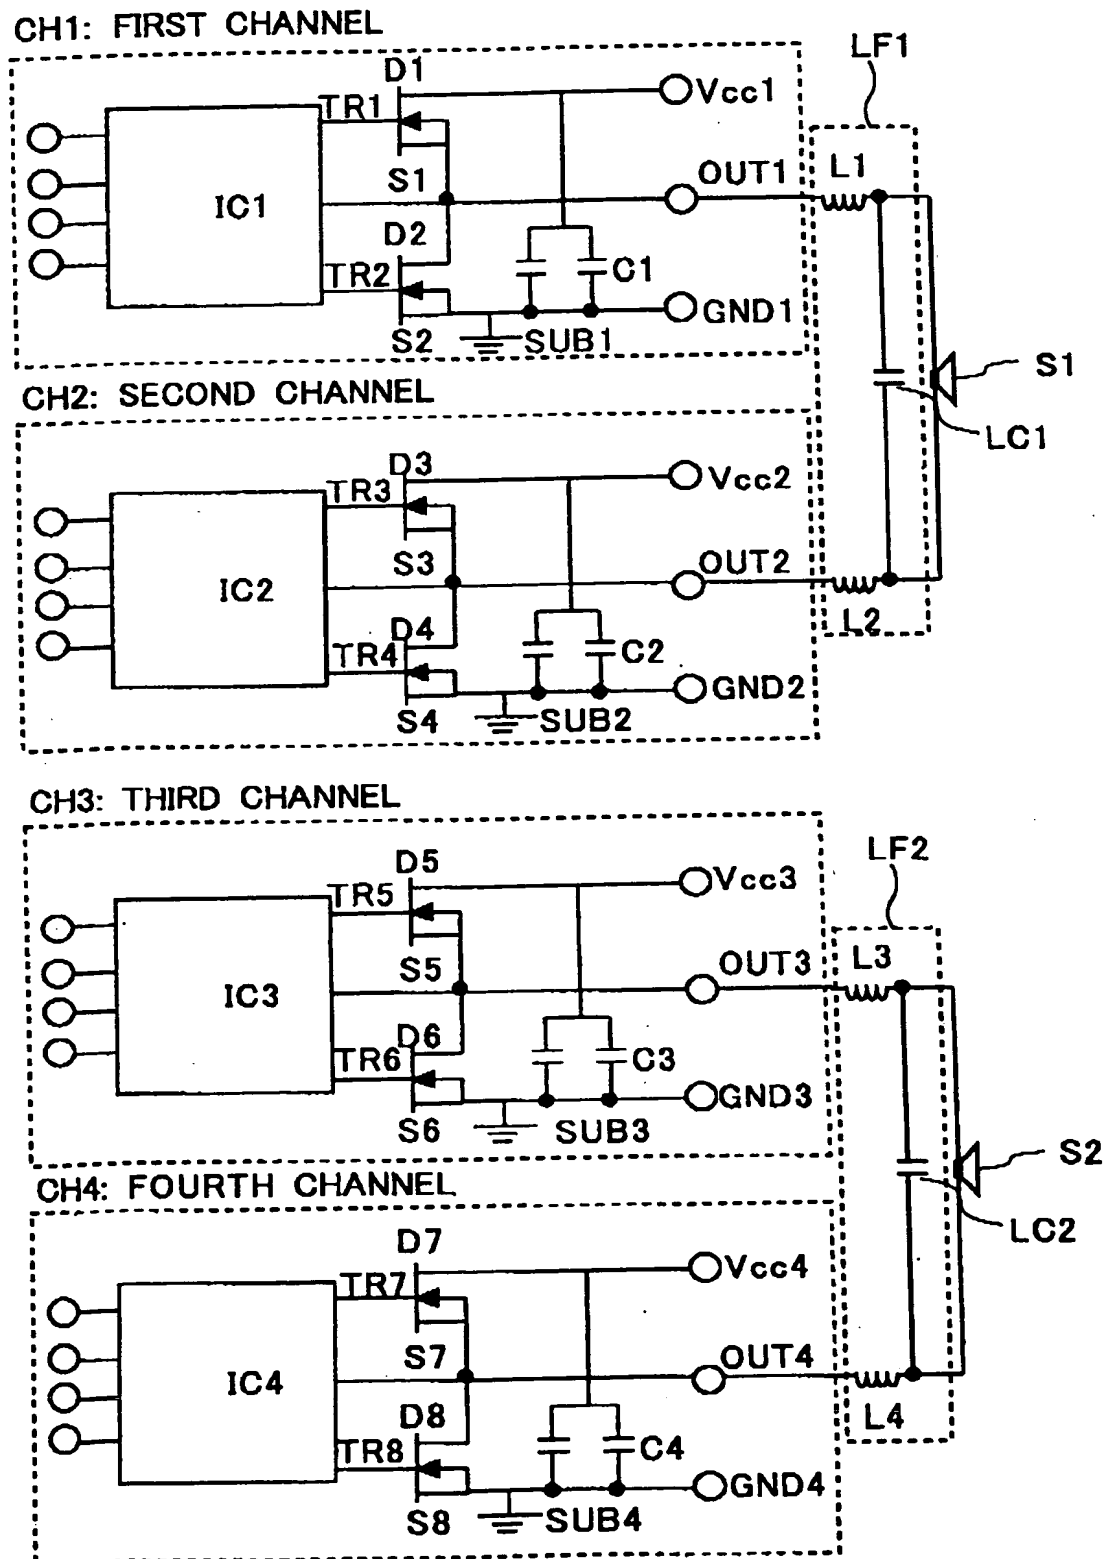 CH1: FIRST CHANNEL
LF1
D1
Vcc1
TR1
L1
S1
OUT1
IC1
D2
C1
TR2
GND1
S2
SUB1
S1
CH2: SECOND CHANNEL
LC1
D3
Vcc2
TR3
S3
OUT2
IC2
L2
D4
C2
TR4
GND2
S4
SUB2
CH3: THIRD CHANNEL
LF2
D5
Vcc3
TR5
L3
S5
OUT3
IC3
D6
C3
TR6
GND3
S6
SUB3
S2
CH4: FOURTH CHANNEL
LC2
D7
Vcc4
TR7
S7
OUT4
IC4
L4
D8
C4
TR8
GND4
S8
SUB4